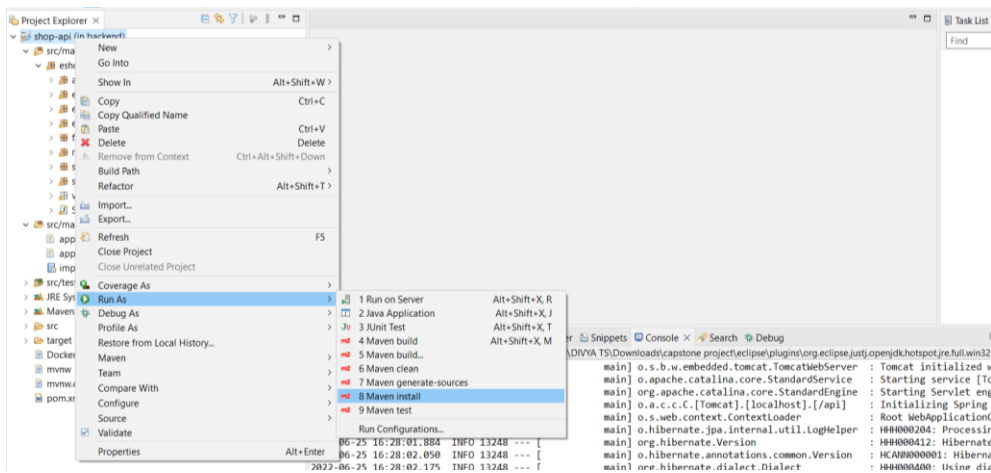 Project Explorer
Task List
Find
shop-api (in backend)
src/ma
New
Go Into
Show In Alt+Shift+W
Copy Ctrl+C
Copy Qualified Name
Paste Ctrl+V
Delete Delete
Remove from Context Ctrl+Alt+Shift+Down
Build Path
Refactor Alt+Shift+T
Import...
Export...
src/ma
app
Refresh F5
app
Close Project
imp
Close Unrelated Project
src/test
Coverage As
JRE Sys
Run As
Maven
Debug As
src
Profile As
target
Restore from Local History...
Docker
Maven
mvnw
Team
mvnw.c
Compare With
pom.xm
Configure
Source
Validate
Properties Alt+Enter
1 Run on Server Alt+Shift+X, R
2 Java Application Alt+Shift+X, J
3 JUnit Test Alt+Shift+X, T
4 Maven build Alt+Shift+X, M
5 Maven build...
6 Maven clean
7 Maven generate-sources
8 Maven install
9 Maven test
Run Configurations...
er Snippets Console Search Debug
\DIVYA TS\Downloads\capstone project\eclipse\plugins\org.eclipse.justj.openjdk.hotspot.jre.full.win32
main] o.s.b.w.embedded.tomcat.TomcatWebServer : Tomcat initialized w
main] o.apache.catalina.core.StandardService : Starting service [To
main] org.apache.catalina.core.StandardEngine : Starting Servlet eng
main] o.a.c.c.C.[Tomcat].[localhost].[/api] : Initializing Spring
main] o.s.web.context.ContextLoader : Root WebApplicationC
main] o.hibernate.jpa.internal.util.LogHelper : HHH000204: Processin
06-25 16:28:01.884 INFO 13248 --- [ main] org.hibernate.Version : HHH000412: Hibernate
06-25 16:28:02.050 INFO 13248 --- [ main] o.hibernate.annotations.common.Version : HCANN000001: Hiberna
2022-06-25 16:28:02.175 INFO 13248 --- [ main] org.hibernate.dialect.Dialect : HHH000400: Using dia